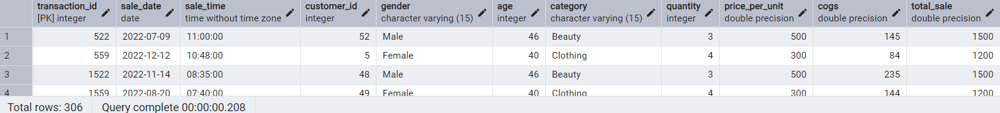 transaction_id sale_date sale_time customer_id gender age category quantity price_per_unit cogs total_sale
[PK] integer date time without time zone integer character varying (15) integer character varying (15) integer double precision double precision double precision
1 522 2022-07-09 11:00:00 52 Male 46 Beauty 3 500 145 1500
2 559 2022-12-12 10:48:00 5 Female 40 Clothing 4 300 84 1200
3 1522 2022-11-14 08:35:00 48 Male 46 Beauty 3 500 235 1500
4 1559 2022-08-20 07:40:00 49 Female 40 Clothing 4 300 144 1200
Total rows: 306 Query complete 00:00:00.208